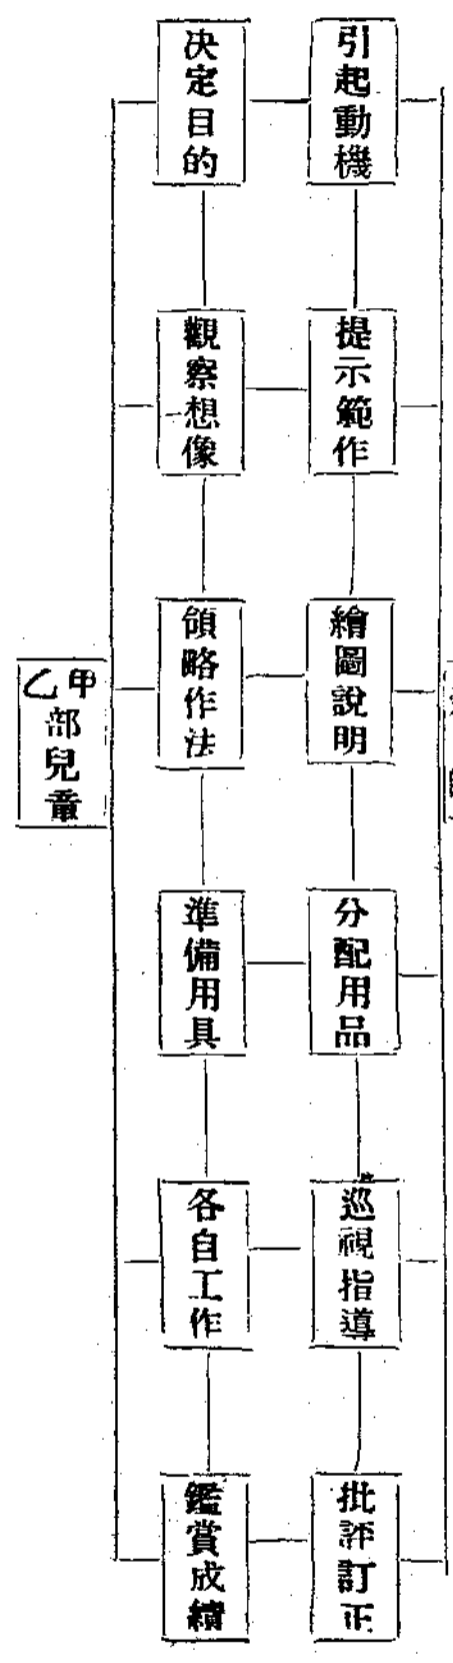 引起動機
提示範作
繪圖說明
分配用品
巡視指導
批評訂正
决定目的
觀察想像
領略作法
準備用具
各自工作
鑑賞成績
甲乙部兒童